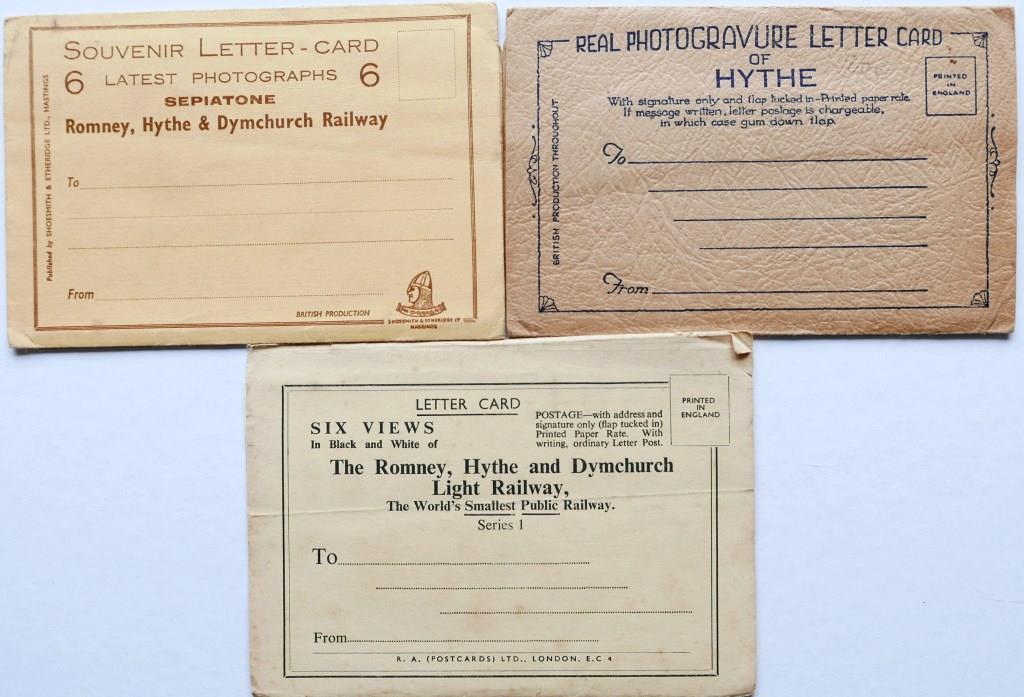 SOUVENIR LETTER-CARD
6 LATEST PHOTOGRAPHS 6
SEPIATONE
Romney, Hythe & Dymchurch Railway
To
From
BRITISH PRODUCTION
SHOESMITH & ETHERIDGE LTD
HASTINGS
Published by SHOESMITH & ETHERIDGE LTD., HASTINGS
REAL PHOTOGRAVURE LETTER CARD
OF
HYTHE
PRINTED
IN
ENGLAND
With signature only and flap tucked in-Printed paper rate.
If message written, letter postage is chargeable,
in which case gum down flap.
BRITISH PRODUCTION THROUGHOUT
To
From
LETTER CARD
SIX VIEWS
In Black and White of
POSTAGE—with address and
signature only (flap tucked in)
Printed Paper Rate. With
writing, ordinary Letter Post.
PRINTED
IN
ENGLAND
The Romney, Hythe and Dymchurch
Light Railway,
The World's Smallest Public Railway.
Series 1
To
From
R. A. (POSTCARDS) LTD., LONDON, E.C 4